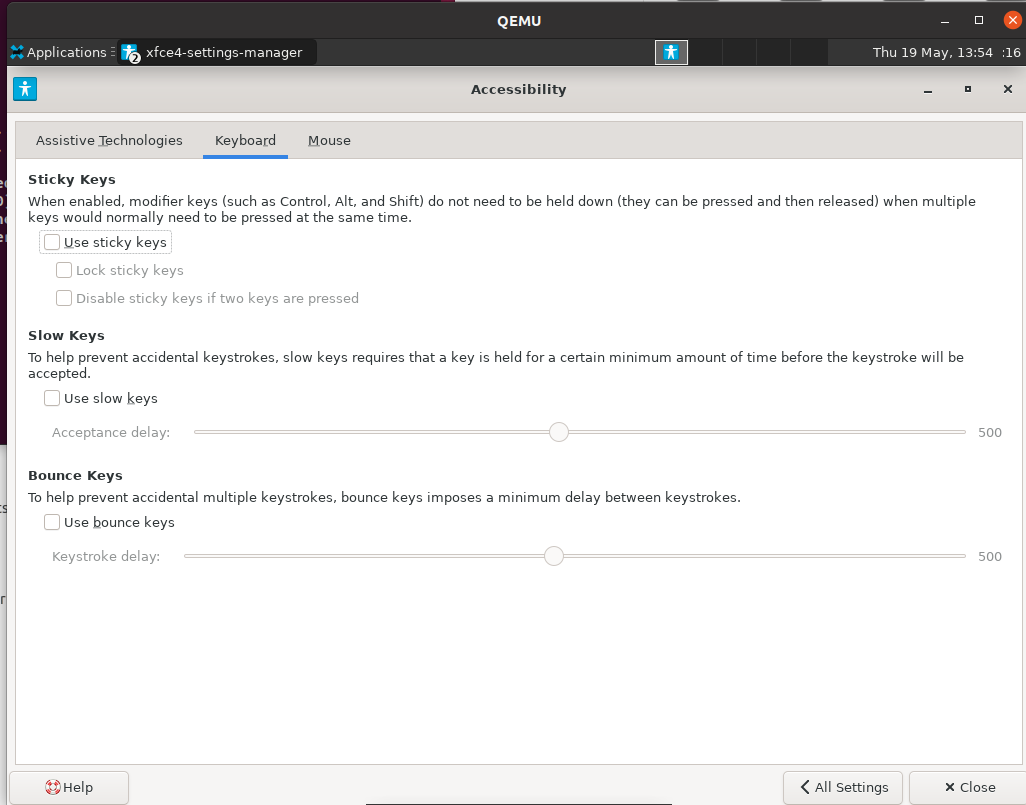 QEMU
Applications
2
xfce4-settings-manager
Thu 19 May, 13:54 :16
Accessibility
Assistive Technologies
Keyboard
Mouse
Sticky Keys
When enabled, modifier keys (such as Control, Alt, and Shift) do not need to be held down (they can be pressed and then released) when multiple
keys would normally need to be pressed at the same time.
Use sticky keys
Lock sticky keys
Disable sticky keys if two keys are pressed
Slow Keys
To help prevent accidental keystrokes, slow keys requires that a key is held for a certain minimum amount of time before the keystroke will be
accepted.
Use slow keys
Acceptance delay:
500
Bounce Keys
To help prevent accidental multiple keystrokes, bounce keys imposes a minimum delay between keystrokes.
Use bounce keys
Keystroke delay:
500
Help
All Settings
Close